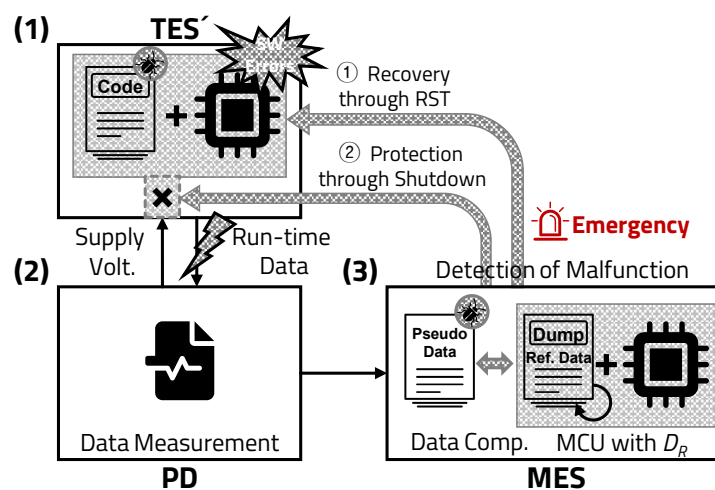 (1)
TES´
SW
Errors
Code
① Recovery
through RST
② Protection
through Shutdown
Emergency
Supply
Volt.
Run-time
Data
(2)
(3)
Detection of Malfunction
Pseudo
Data
Dump
Ref. Data
Data Measurement
Data Comp.
MCU with D_R
PD
MES